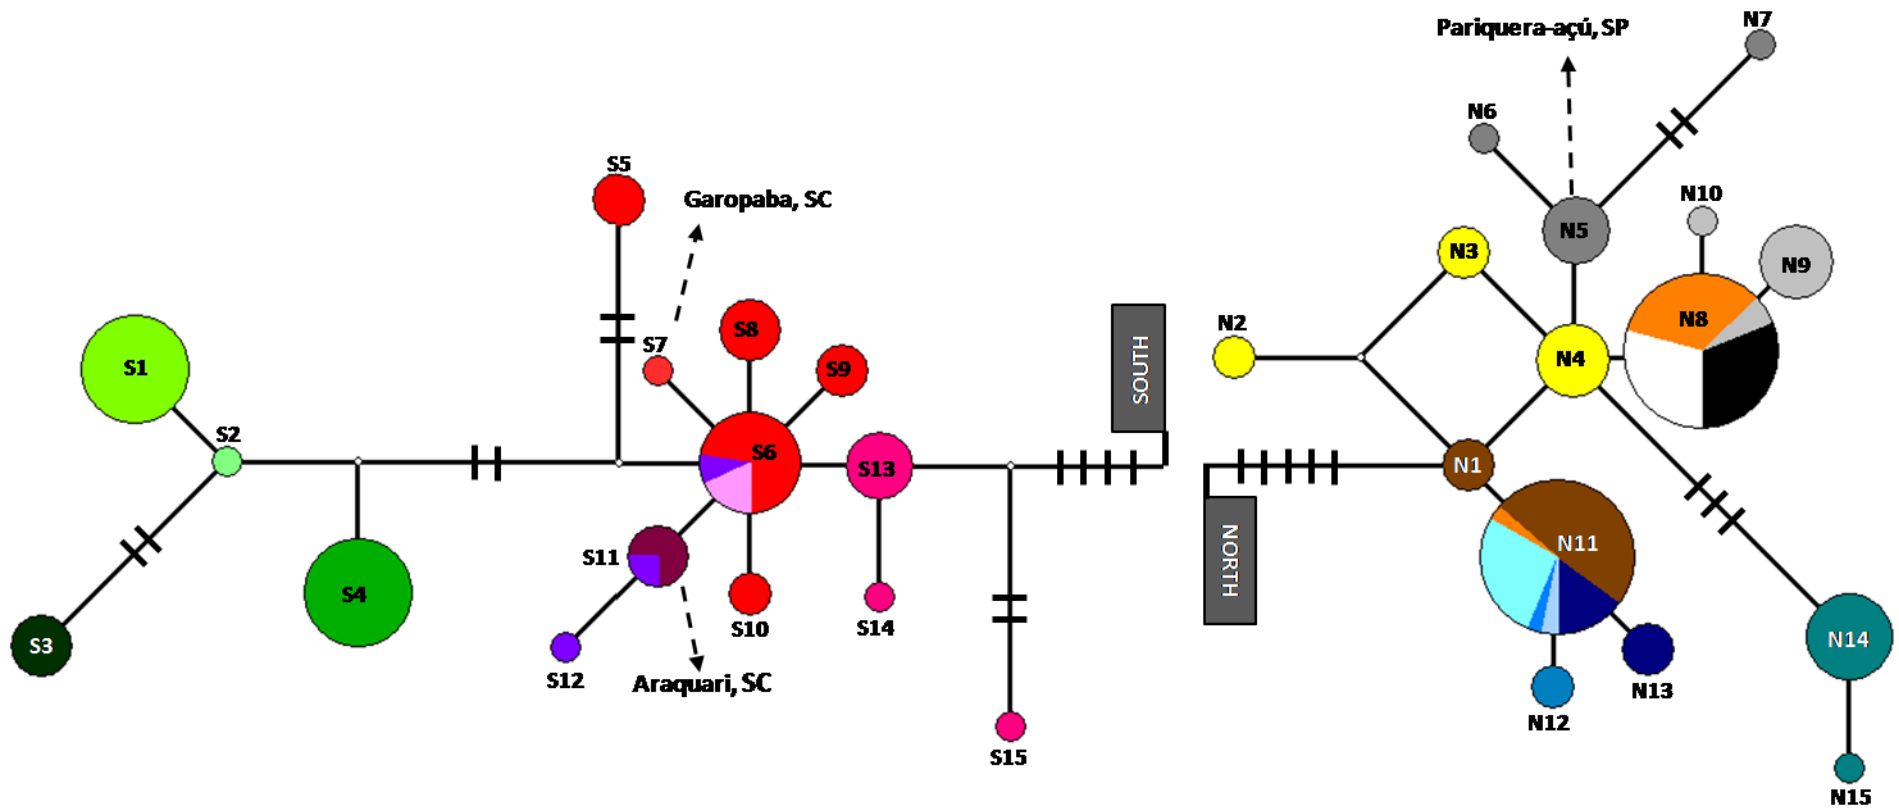 Pariquera-açú, SP
N7
N6
S5
Garopaba, SC
N10
N5
N3
N9
N8
N2
S8
S7
N4
S1
S9
SOUTH
S2
S6
S13
N1
NORTH
S11
N11
S4
S10
S14
S3
N14
S12
Araquari, SC
N13
N12
S15
N15